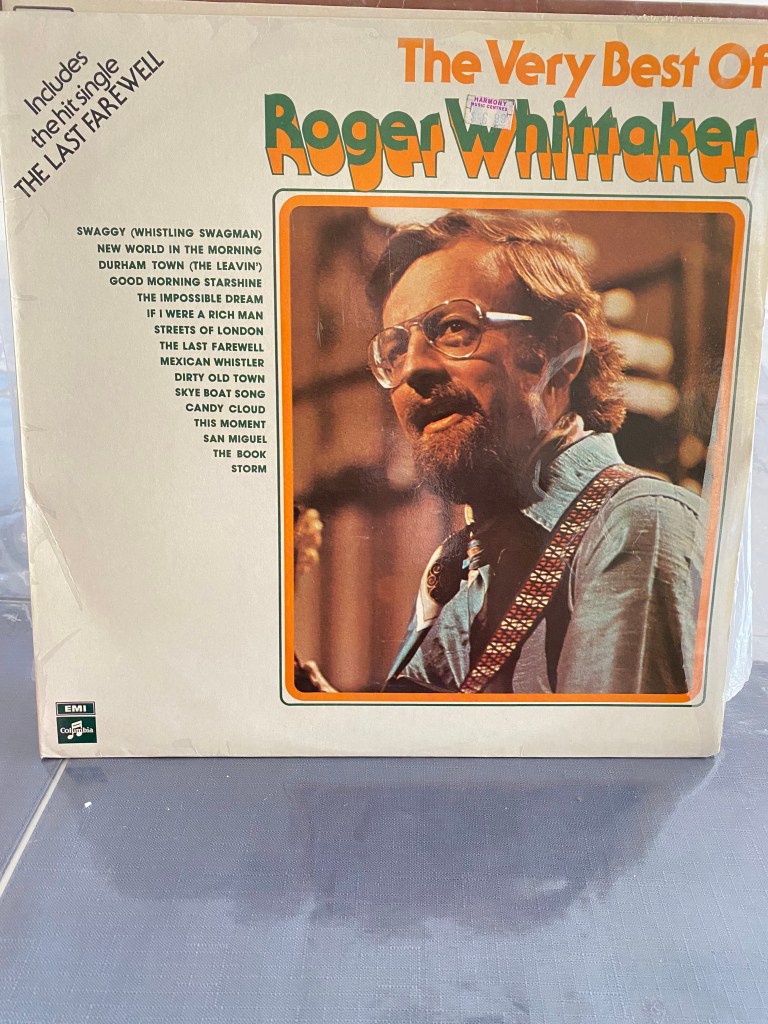 Includes
the hit single
THE LAST FAREWELL
The Very Best Of
HARMONY
MUSIC CENTRES
Roger Whittaker
SWAGGY (WHISTLING SWAGMAN)
NEW WORLD IN THE MORNING
DURHAM TOWN (THE LEAVIN')
GOOD MORNING STARSHINE
THE IMPOSSIBLE DREAM
IF I WERE A RICH MAN
STREETS OF LONDON
THE LAST FAREWELL
MEXICAN WHISTLER
DIRTY OLD TOWN
SKYE BOAT SONG
CANDY CLOUD
THIS MOMENT
SAN MIGUEL
THE BOOK
STORM
EMI
Columbia